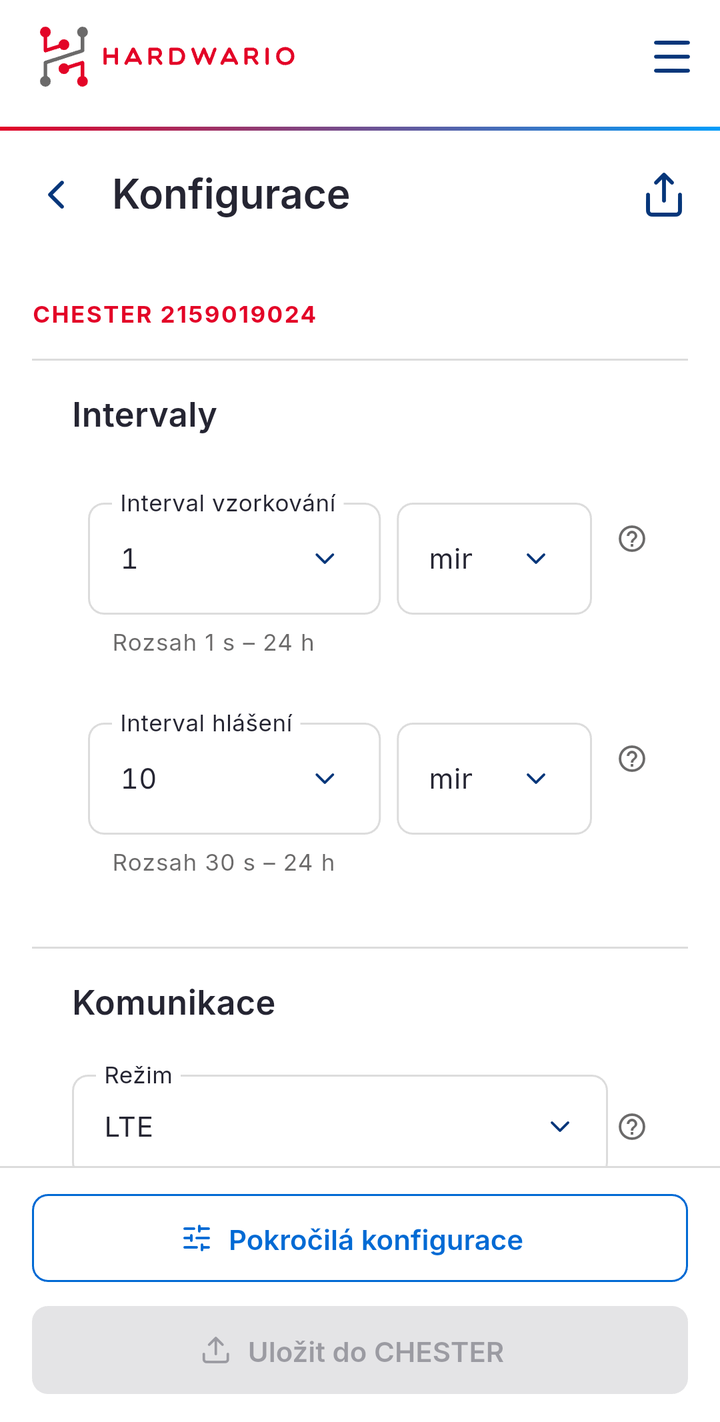 HARDWARIO
Konfigurace
CHESTER 2159019024
Intervaly
Interval vzorkování
1
mir
Rozsah 1 s – 24 h
Interval hlášení
10
mir
Rozsah 30 s – 24 h
Komunikace
Režim
LTE
Pokročilá konfigurace
Uložit do CHESTER